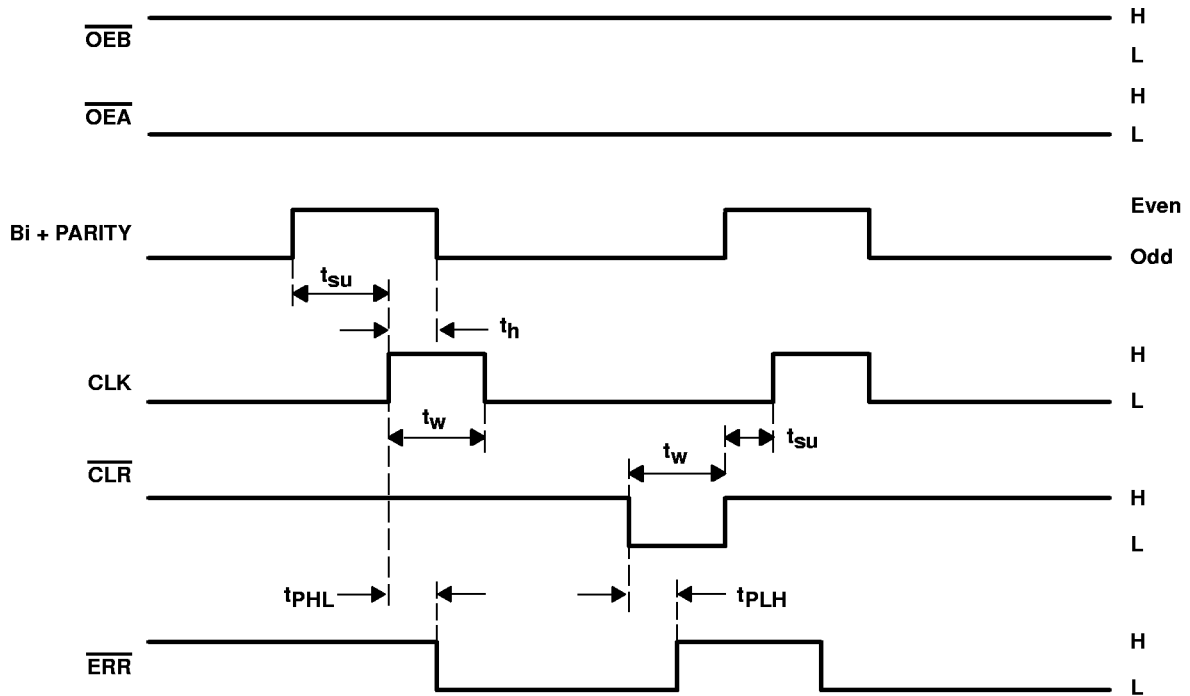 OEB
H
L
OEA
H
L
Bi + PARITY
Even
Odd
tsu
th
CLK
H
L
tw
tsu
tw
CLR
H
L
tPHL
tPLH
ERR
H
L